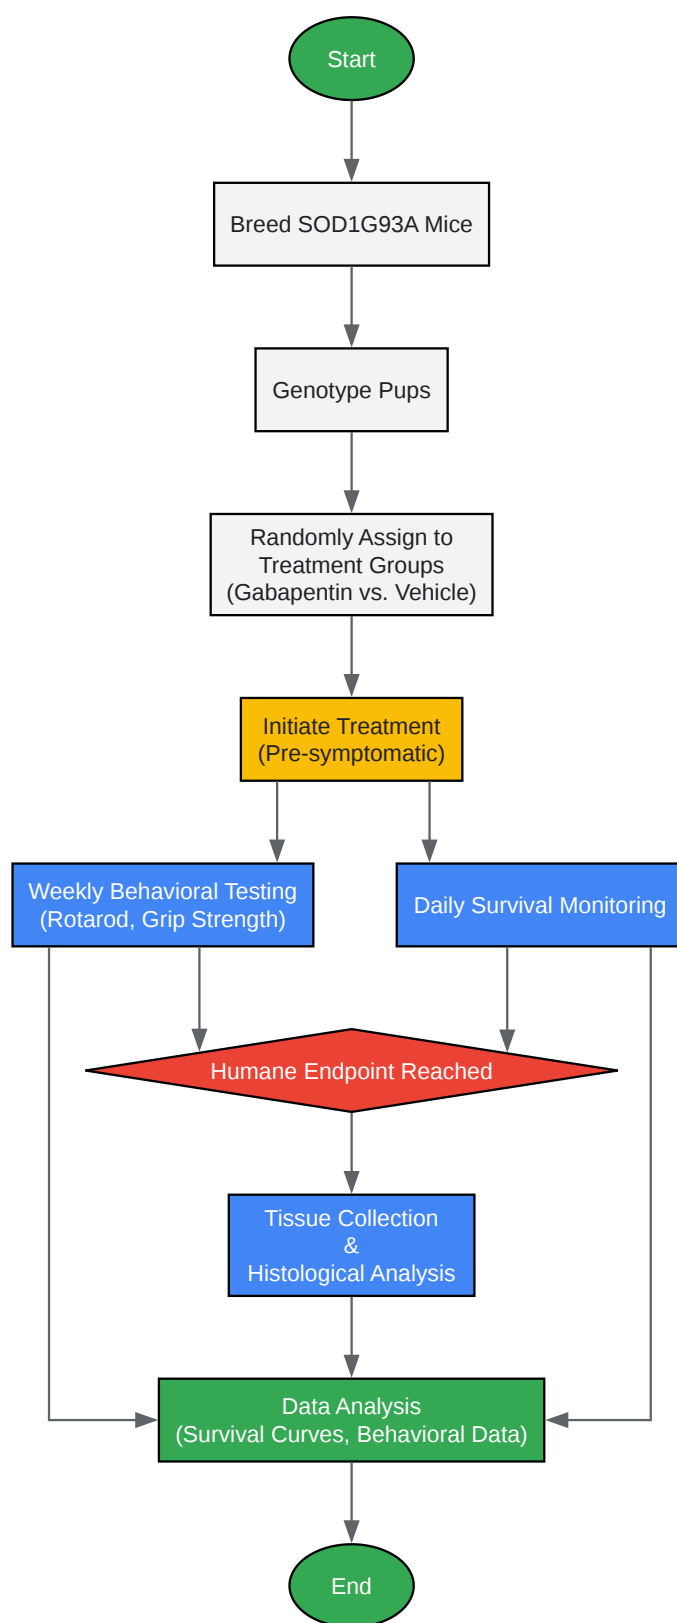 Start
Breed SOD1G93A Mice
Genotype Pups
Randomly Assign to
Treatment Groups
(Gabapentin vs. Vehicle)
Initiate Treatment
(Pre-symptomatic)
Weekly Behavioral Testing
(Rotarod, Grip Strength)
Daily Survival Monitoring
Humane Endpoint Reached
Tissue Collection
&
Histological Analysis
Data Analysis
(Survival Curves, Behavioral Data)
End